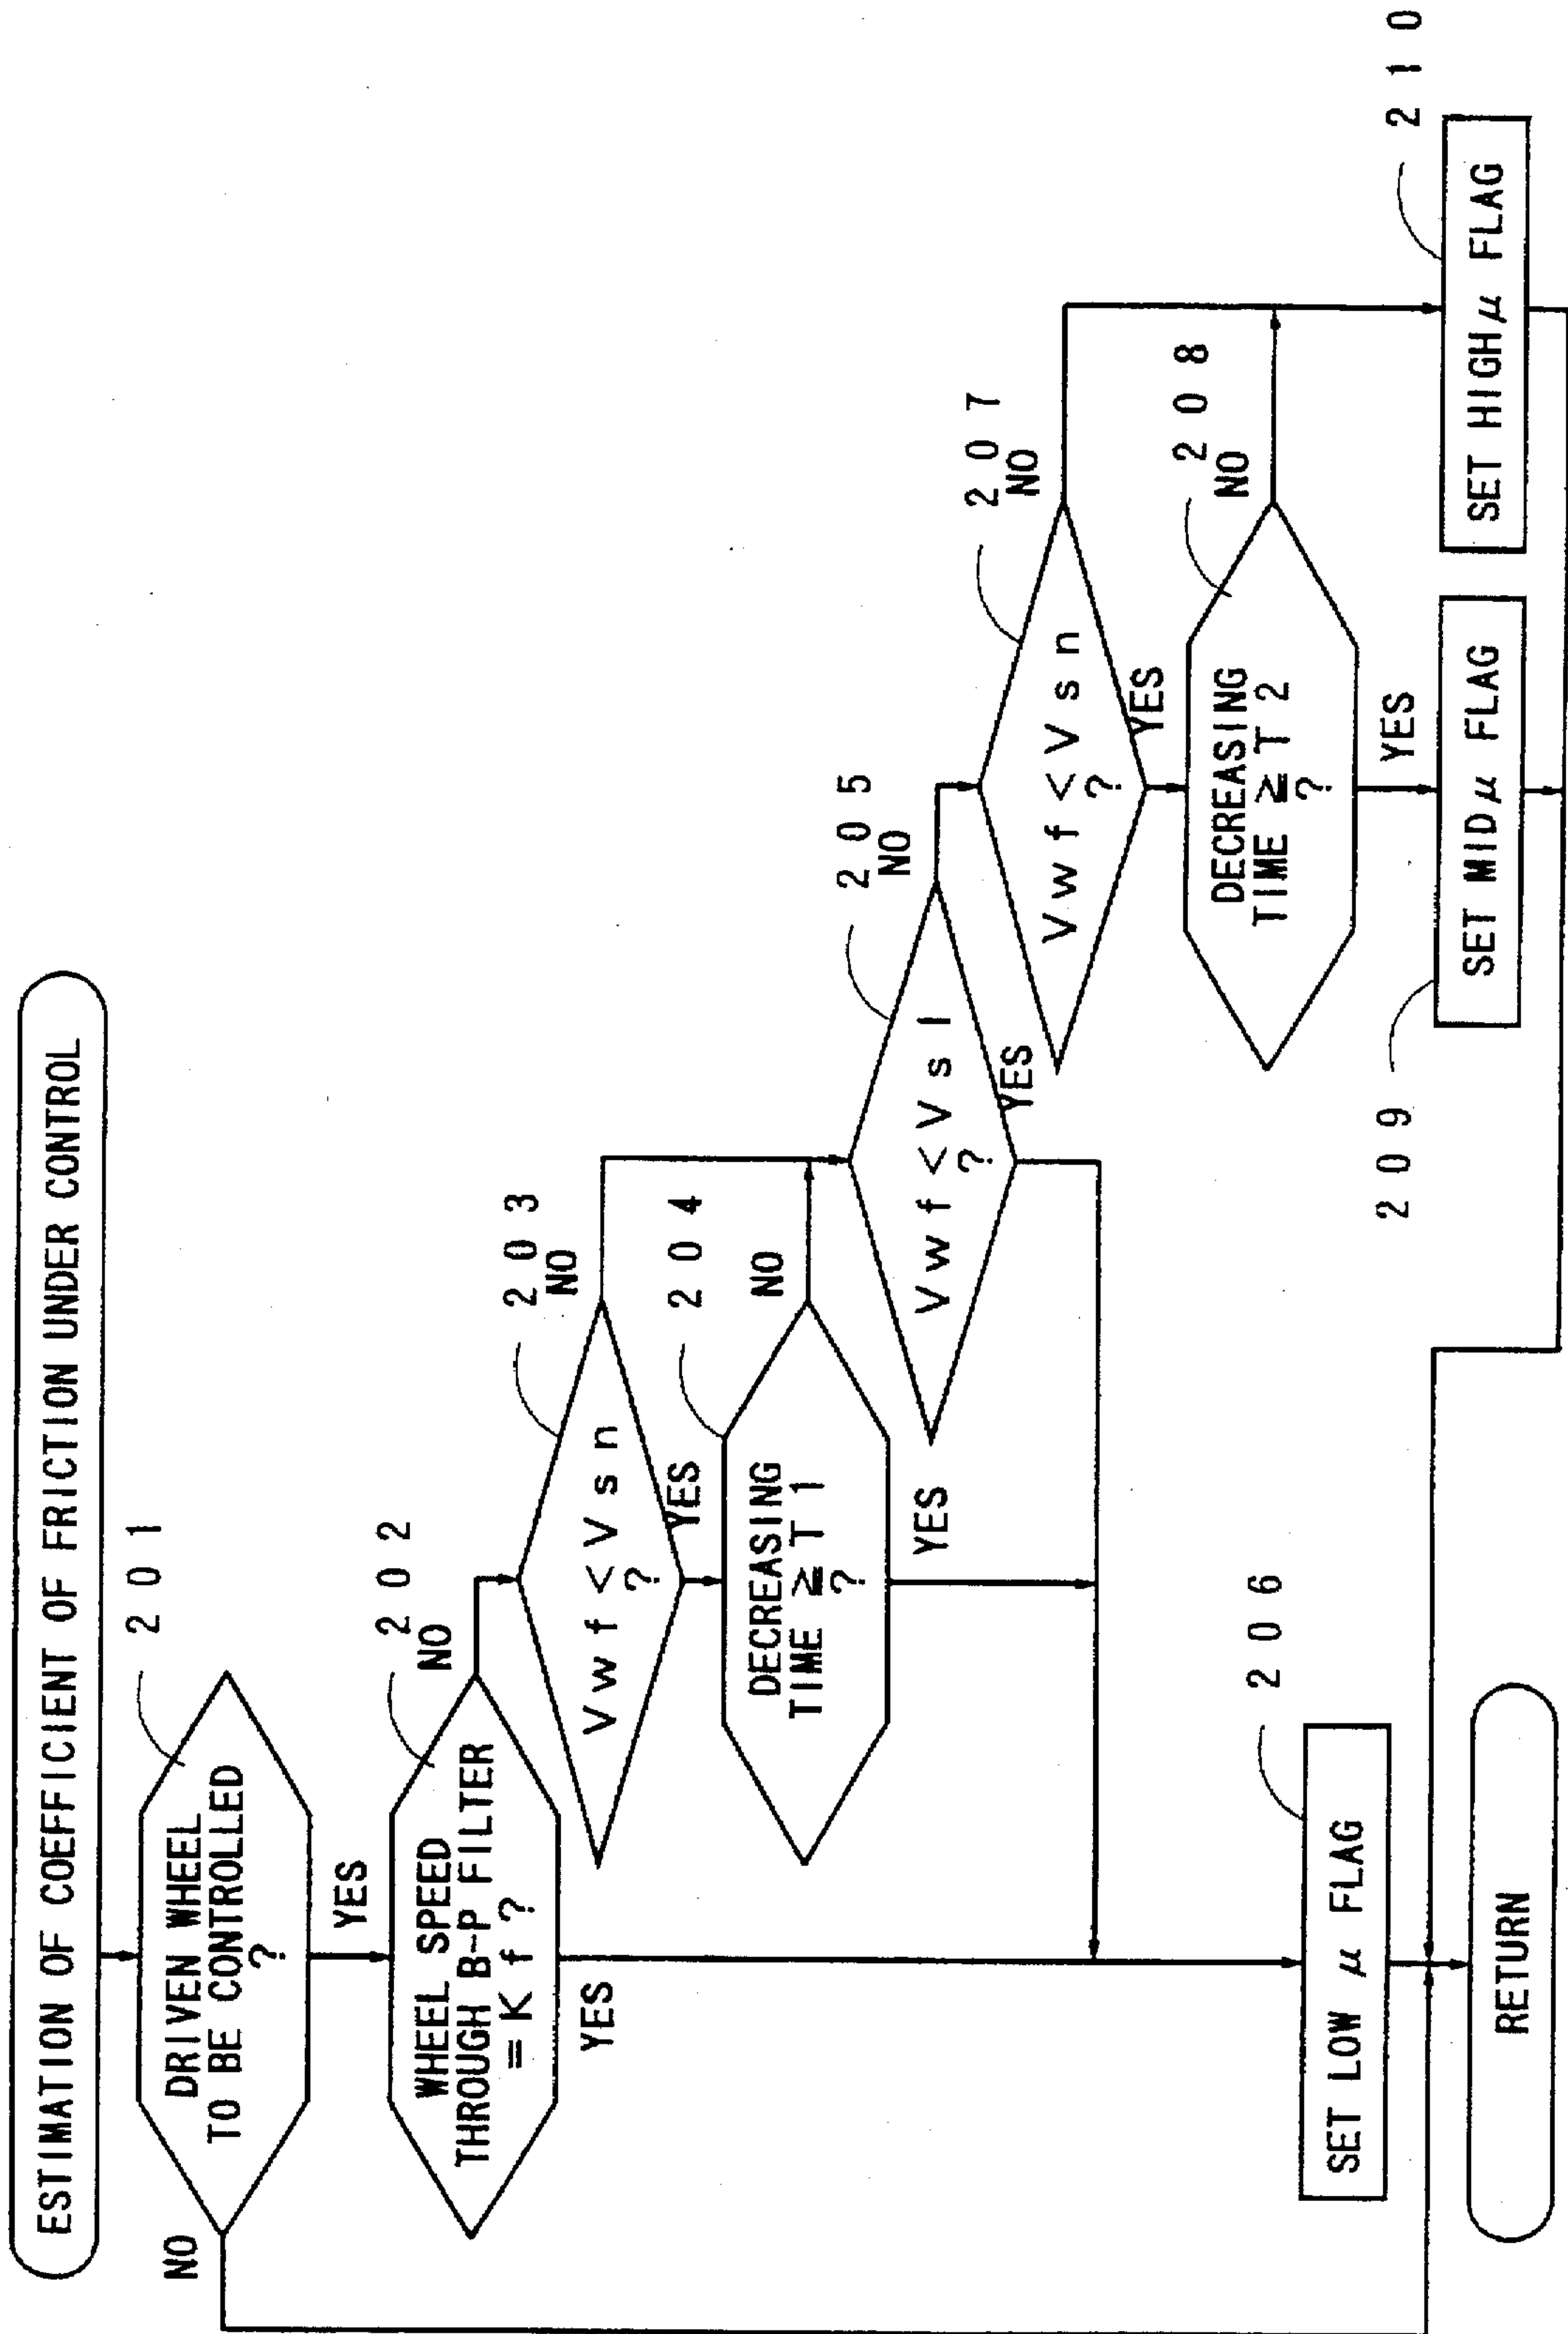 ESTIMATION OF COEFFICIENT OF FRICTION UNDER CONTROL
201
DRIVEN WHEEL
TO BE CONTROLLED
?
NO
YES
202
WHEEL SPEED
THROUGH B-P FILTER
= K f ?
NO
YES
203
V w f < V s n
?
NO
YES
204
DECREASING
TIME ≧ T 1
?
NO
YES
205
V w f < V s l
?
NO
YES
207
V w f < V s n
?
NO
YES
208
DECREASING
TIME ≧ T 2
?
NO
YES
206
SET LOW μ FLAG
209
SET MID μ FLAG
210
SET HIGH μ FLAG
RETURN